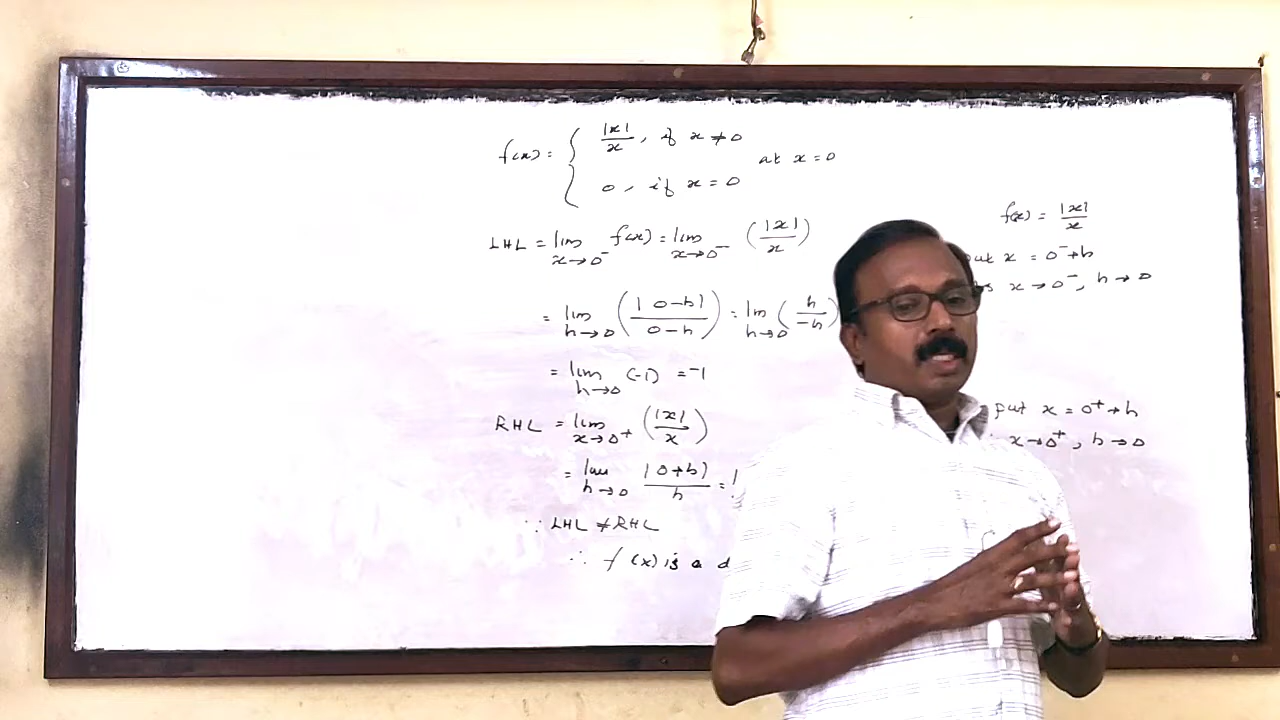 f(x) = { |x|/x , if x ≠ 0
at x = 0
0 , if x = 0
LHL = lim x→0⁻ f(x) = lim x→0⁻ (|x|/x)
= lim h→0 (|0-h|/0-h) = lim h→0 (h/-h)
= lim h→0 (-1) = -1
RHL = lim x→0+ (|x|/x)
= lim h→0 |0+h|/h = 1
∵ LHL ≠ RHL
∴ f(x) is a d
f(x) = |x|/x
x = 0⁻+h
x→0⁻, h→0
put x = 0⁺+h
x→0⁺, h→0